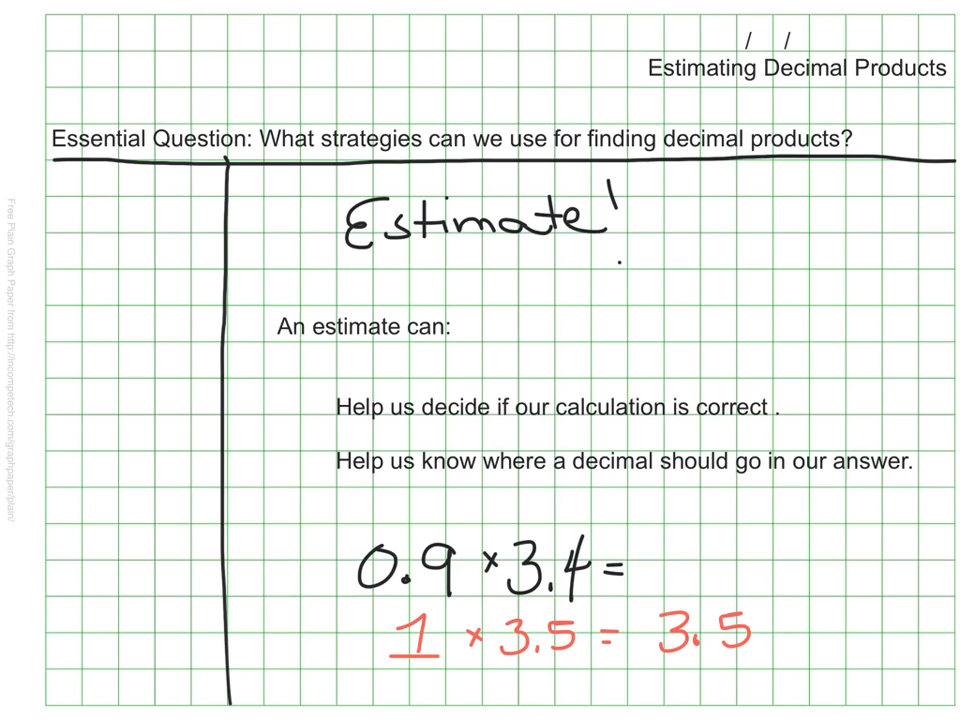 / /
Estimating Decimal Products
Essential Question: What strategies can we use for finding decimal products?
Estimate!
An estimate can:
Help us decide if our calculation is correct .
Help us know where a decimal should go in our answer.
0.9 × 3.4 =
1 × 3.5 = 3.5
Free Plain Graph Paper from http://incompetech.com/graphpaper/plain/